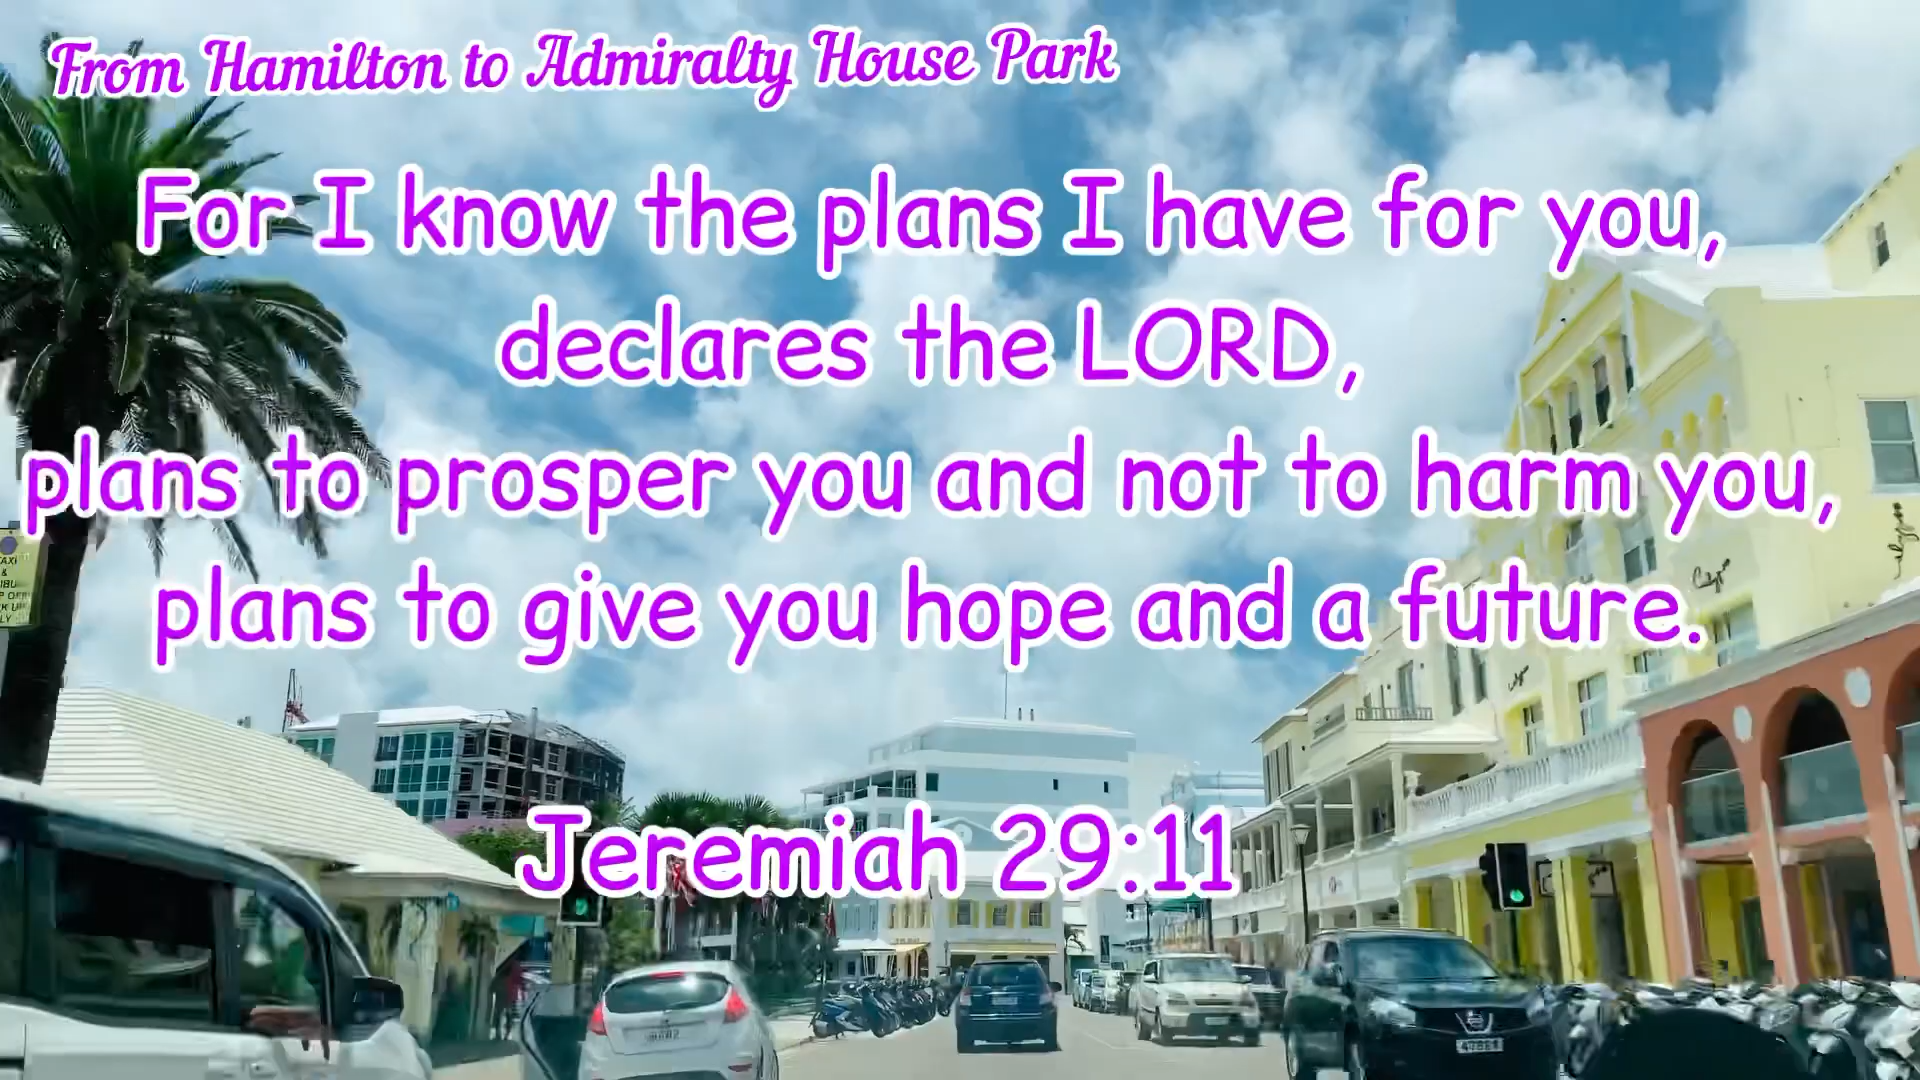 From Hamilton to Admiralty House Park
For I know the plans I have for you,
declares the LORD,
plans to prosper you and not to harm you,
plans to give you hope and a future.
TAXI
&
Jeremiah 29:11